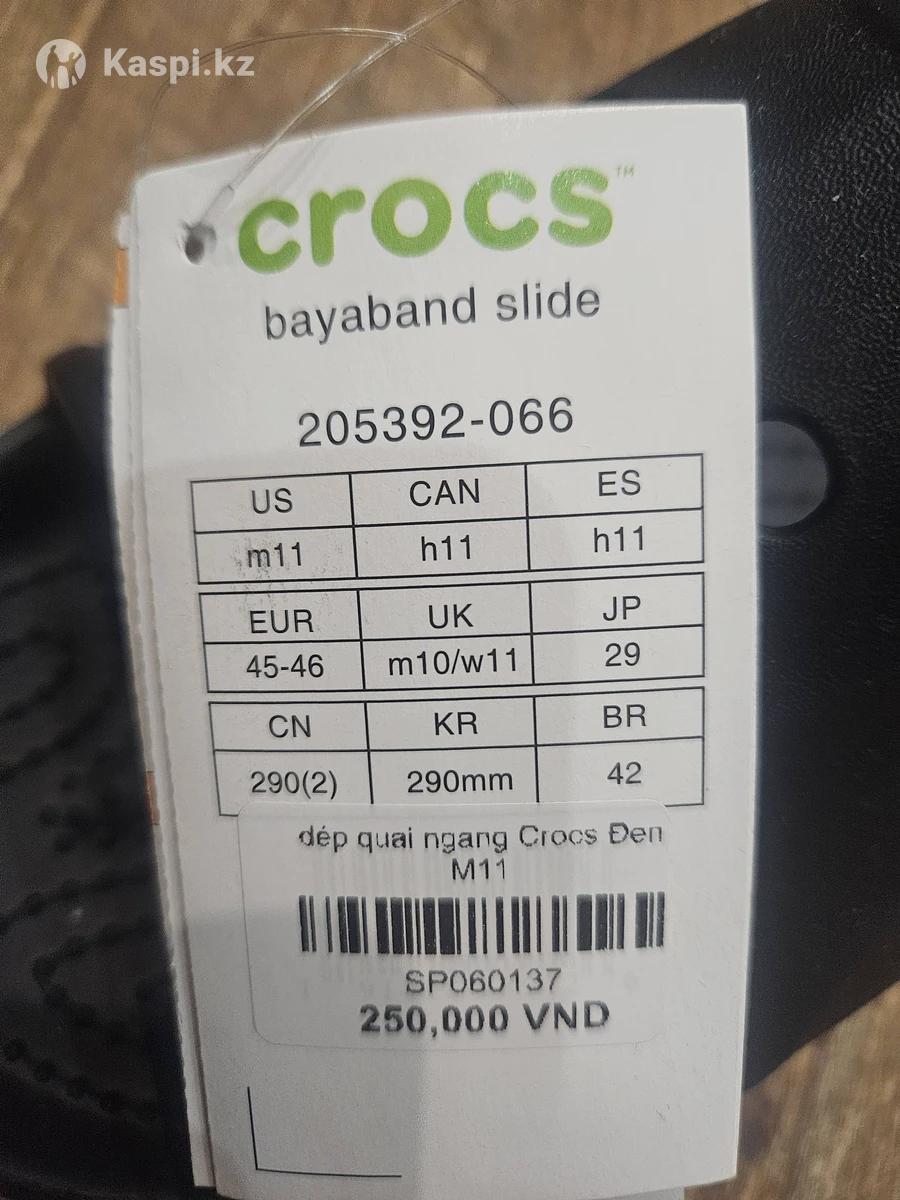 Kaspi.kz
crocs™
bayaband slide
205392-066
US CAN ES
m11 h11 h11
EUR UK JP
45-46 m10/w11 29
CN KR BR
290(2) 290mm 42
dép quai ngang Crocs Đen
M11
SP060137
250,000 VND